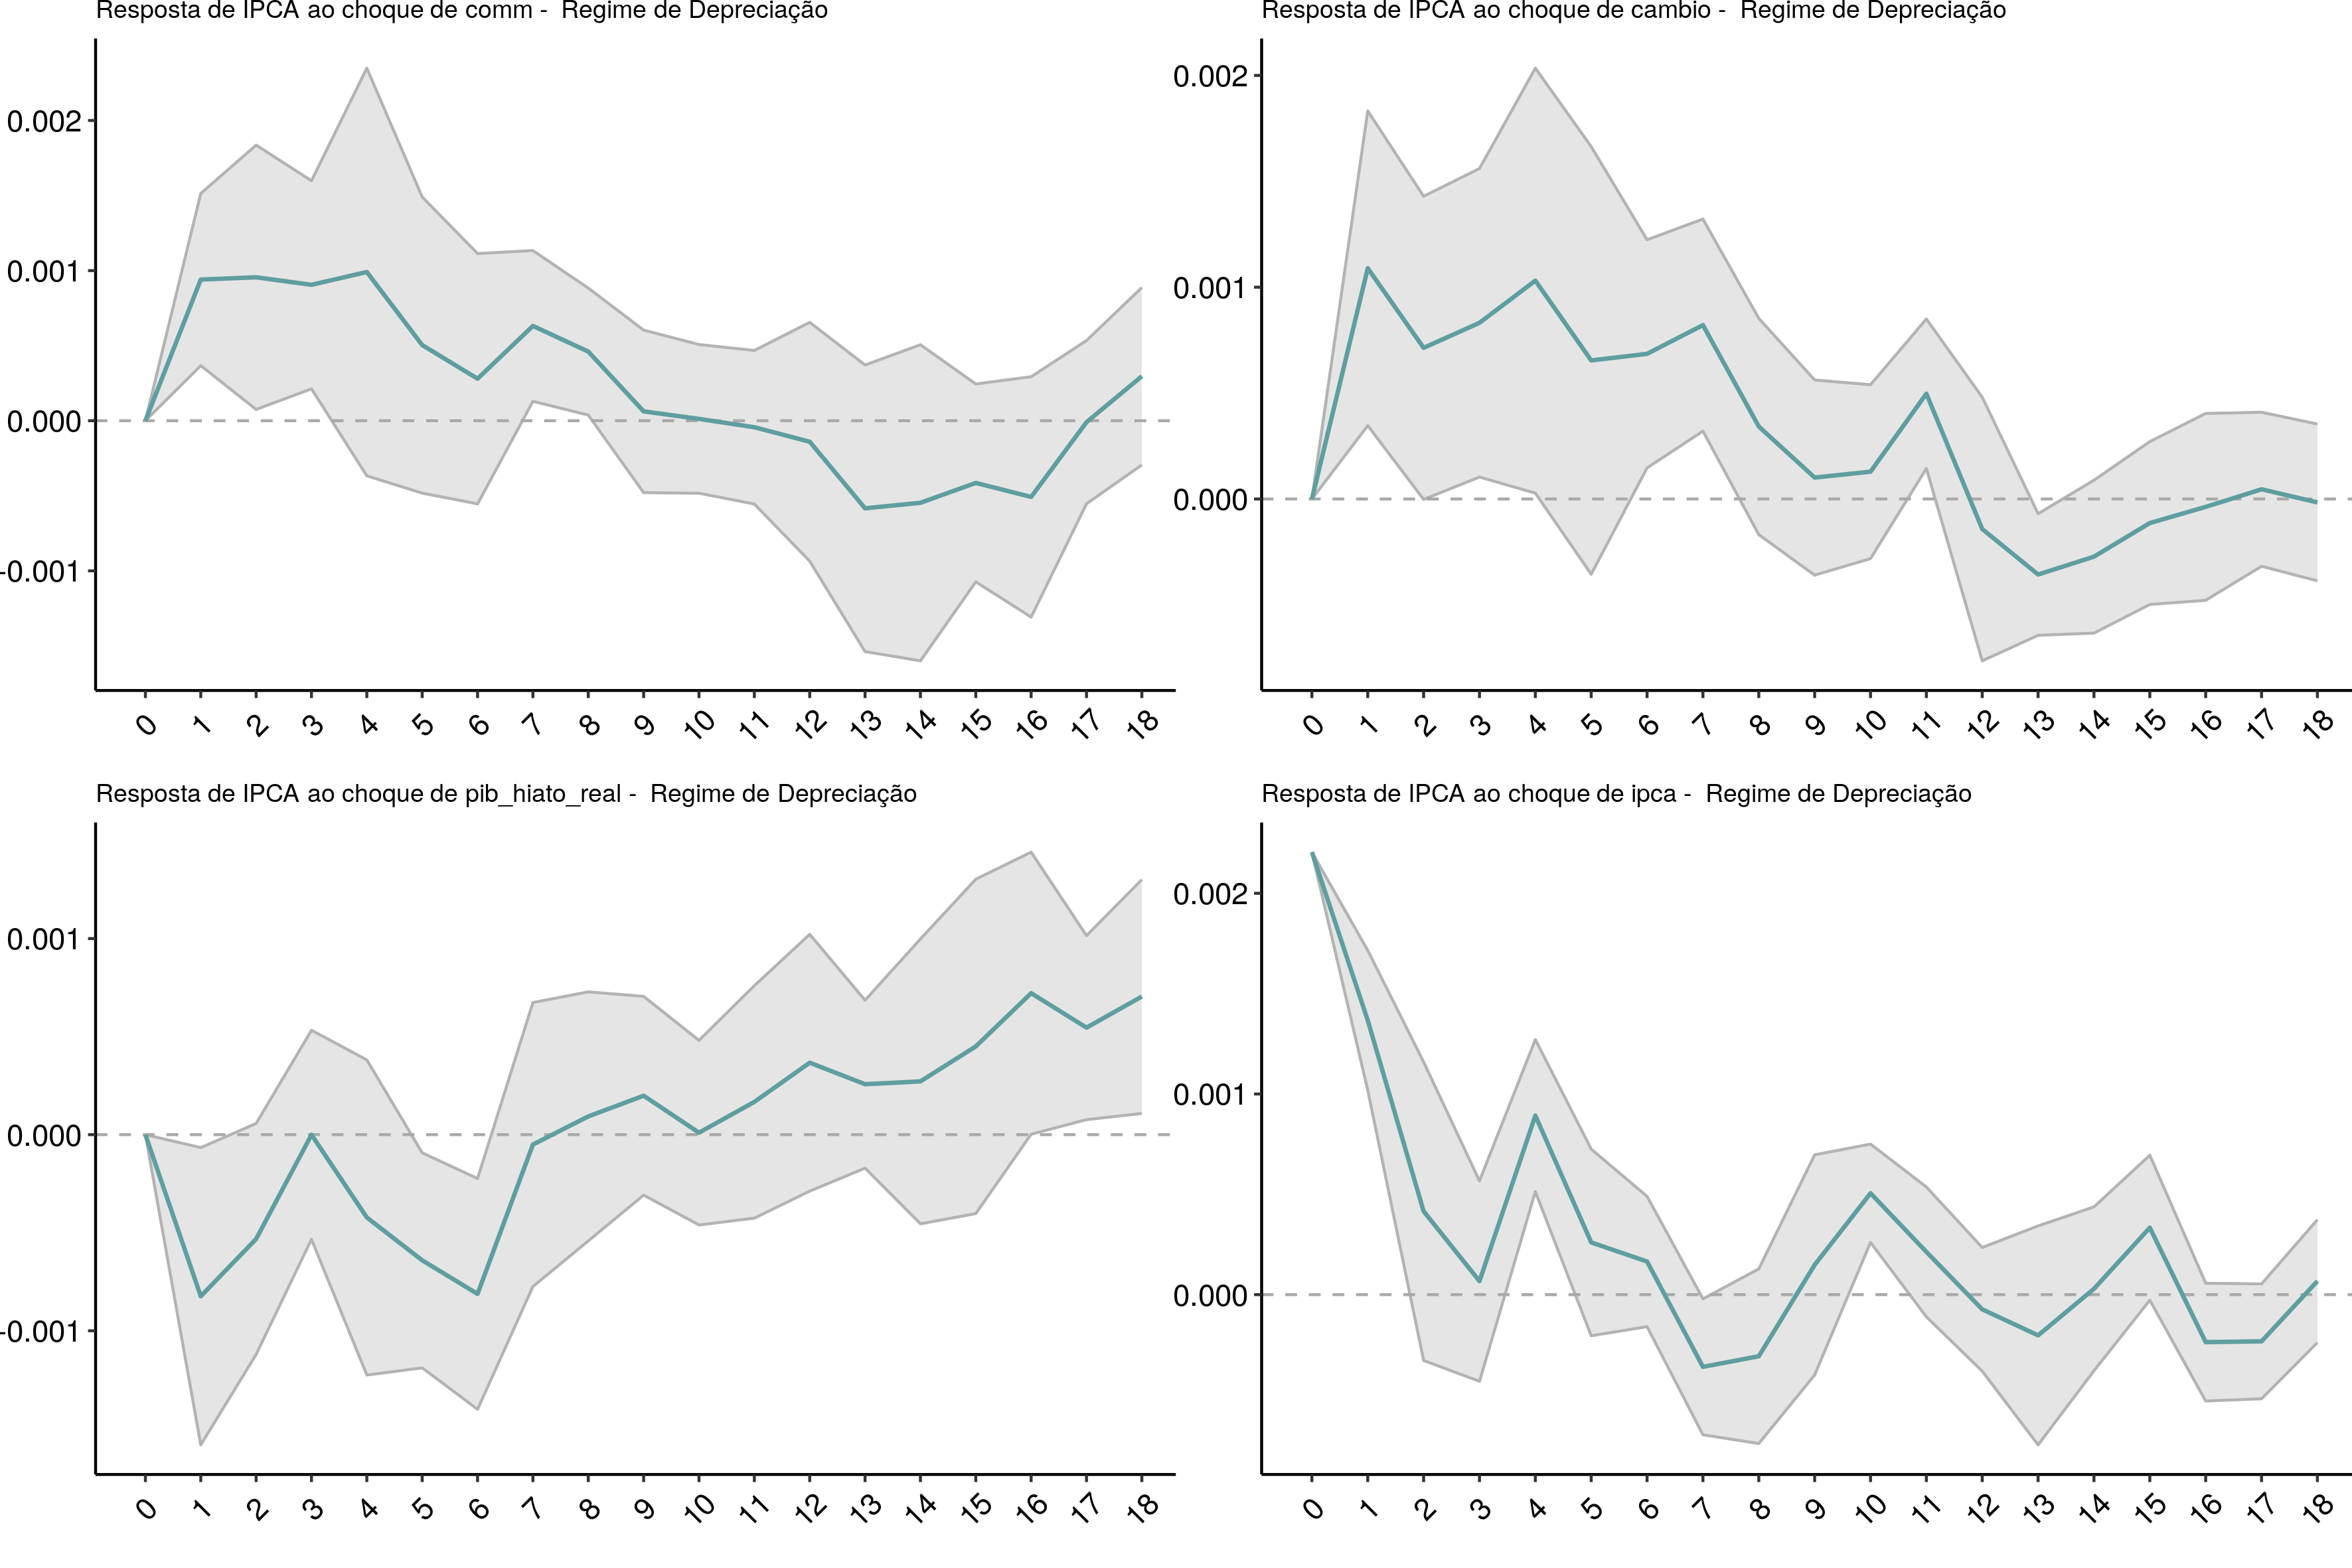 Resposta de IPCA ao choque de comm -  Regime de Depreciação
0.002
0.001
0.000
-0.001
0 1 2 3 4 5 6 7 8 9 10 11 12 13 14 15 16 17 18
Resposta de IPCA ao choque de cambio -  Regime de Depreciação
0.002
0.001
0.000
0 1 2 3 4 5 6 7 8 9 10 11 12 13 14 15 16 17 18
Resposta de IPCA ao choque de pib_hiato_real -  Regime de Depreciação
0.001
0.000
-0.001
0 1 2 3 4 5 6 7 8 9 10 11 12 13 14 15 16 17 18
Resposta de IPCA ao choque de ipca -  Regime de Depreciação
0.002
0.001
0.000
0 1 2 3 4 5 6 7 8 9 10 11 12 13 14 15 16 17 18